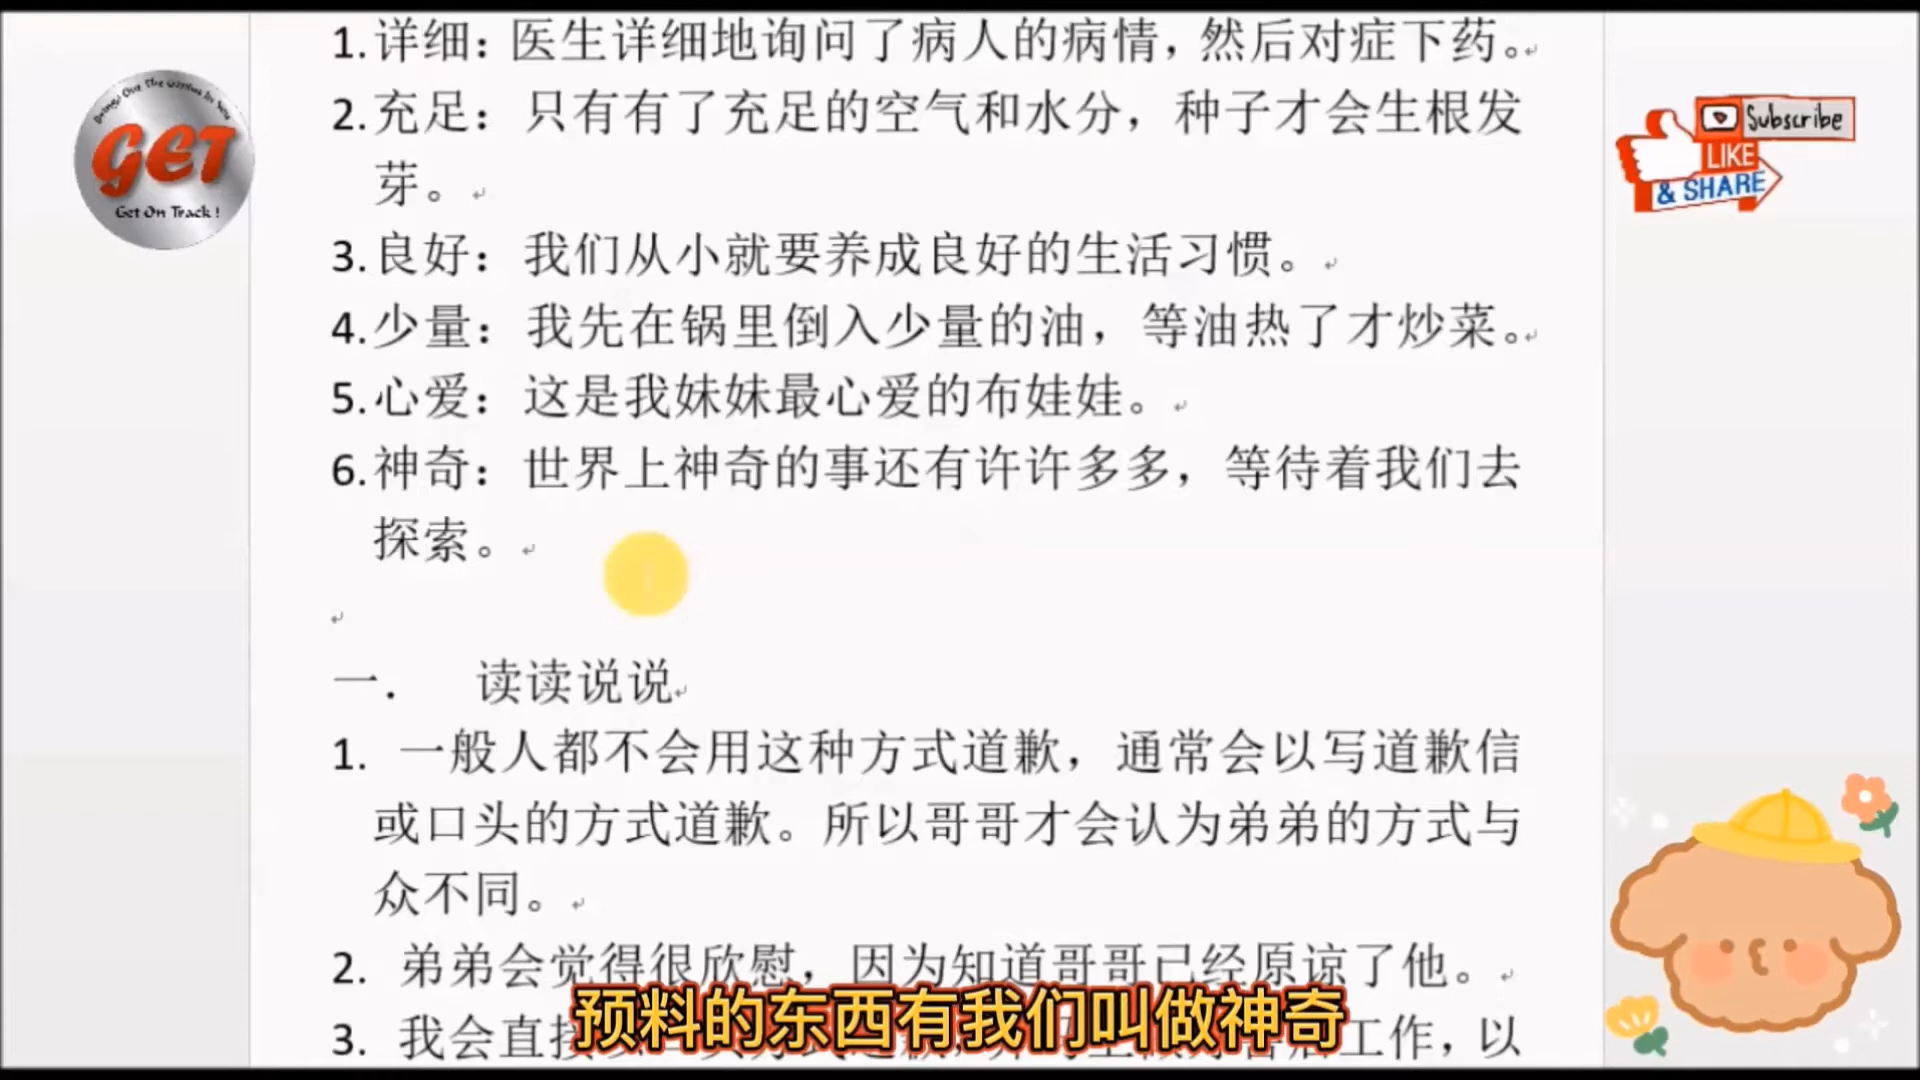 1.详细：医生详细地询问了病人的病情，然后对症下药。
2.充足：只有有了充足的空气和水分，种子才会生根发
芽。
3.良好：我们从小就要养成良好的生活习惯。
4.少量：我先在锅里倒入少量的油，等油热了才炒菜。
5.心爱：这是我妹妹最心爱的布娃娃。
6.神奇：世界上神奇的事还有许许多多，等待着我们去
探索。
一. 读读说说
1. 一般人都不会用这种方式道歉，通常会以写道歉信
或口头的方式道歉。所以哥哥才会认为弟弟的方式与
众不同。
2. 弟弟会觉得很欣慰，因为知道哥哥已经原谅了他。
3. 我会直接
工作，以
预料的东西有我们叫做神奇
GET
Get On Track !
Subscribe
LIKE
& SHARE